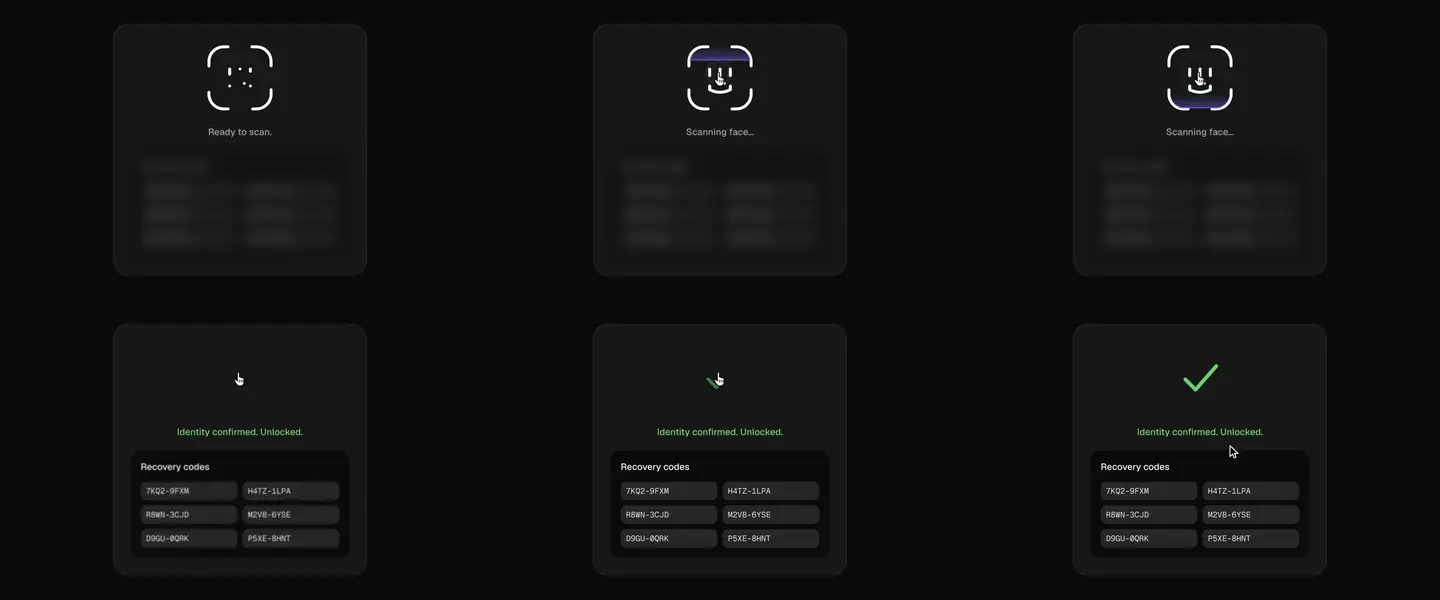 Ready to scan.
Scanning face...
Scanning face...
Identity confirmed. Unlocked.
Recovery codes
7KQ2-9FXM H4TZ-1LPA
R8WN-3CJD M2VB-6YSE
D9GU-0QRK P5XE-8HNT
Identity confirmed. Unlocked.
Recovery codes
7KQ2-9FXM H4TZ-1LPA
R8WN-3CJD M2VB-6YSE
D9GU-0QRK P5XE-8HNT
Identity confirmed. Unlocked.
Recovery codes
7KQ2-9FXM H4TZ-1LPA
R8WN-3CJD M2VB-6YSE
D9GU-0QRK P5XE-8HNT